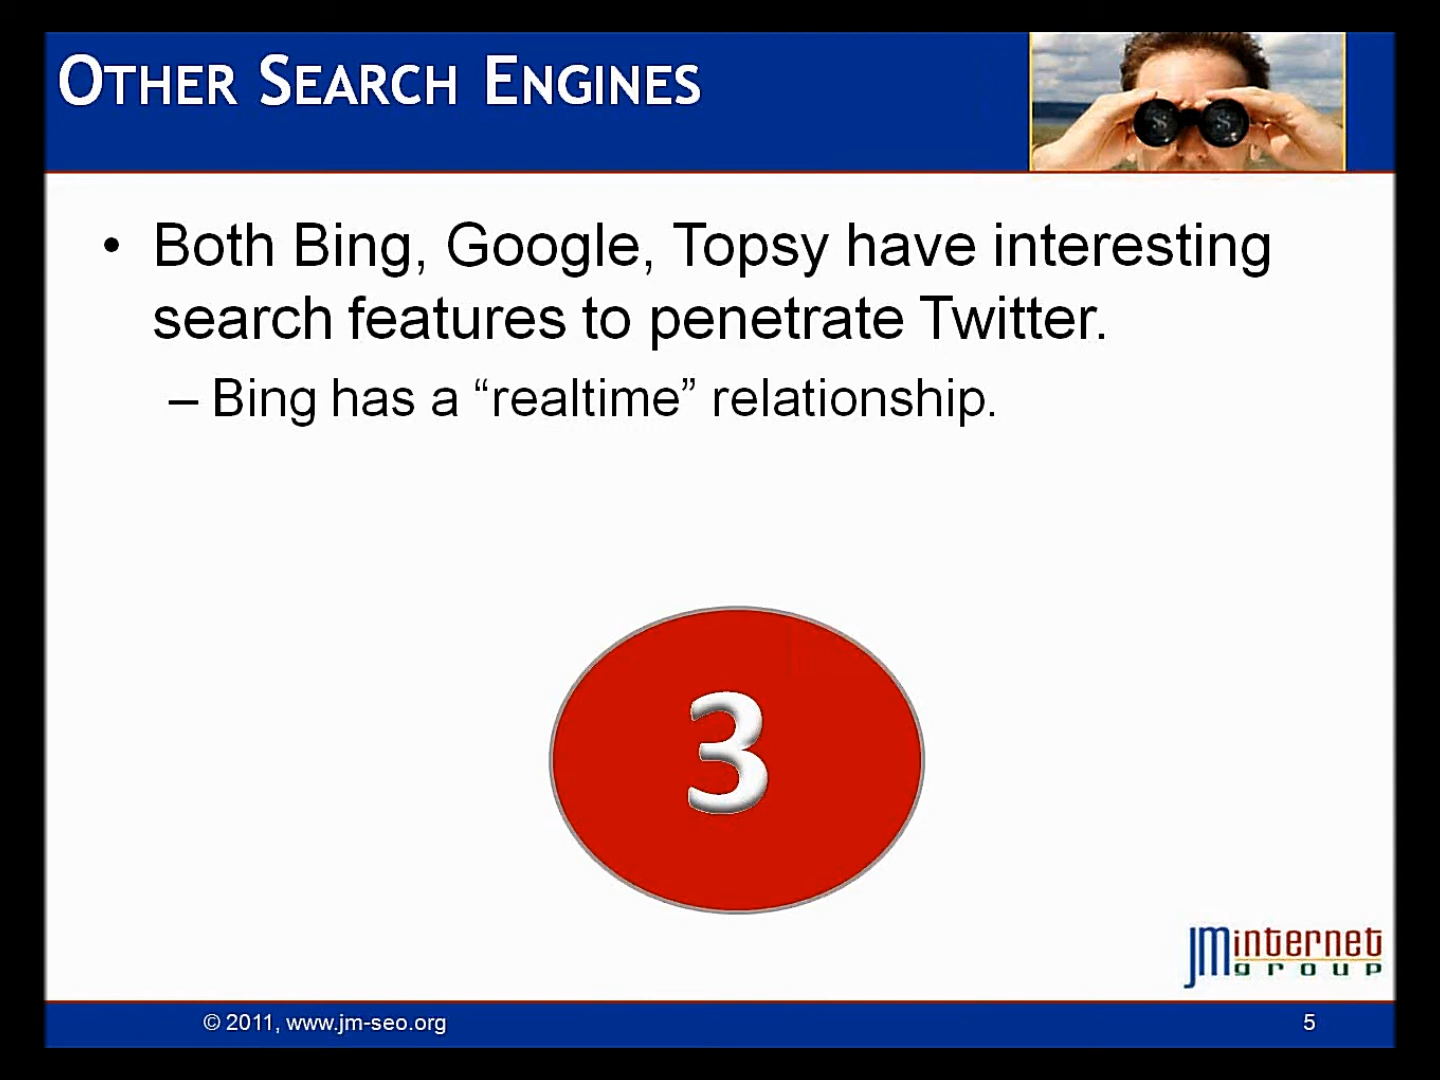 OTHER SEARCH ENGINES
• Both Bing, Google, Topsy have interesting
search features to penetrate Twitter.
– Bing has a “realtime” relationship.
3
JMinternet
group
© 2011, www.jm-seo.org
5